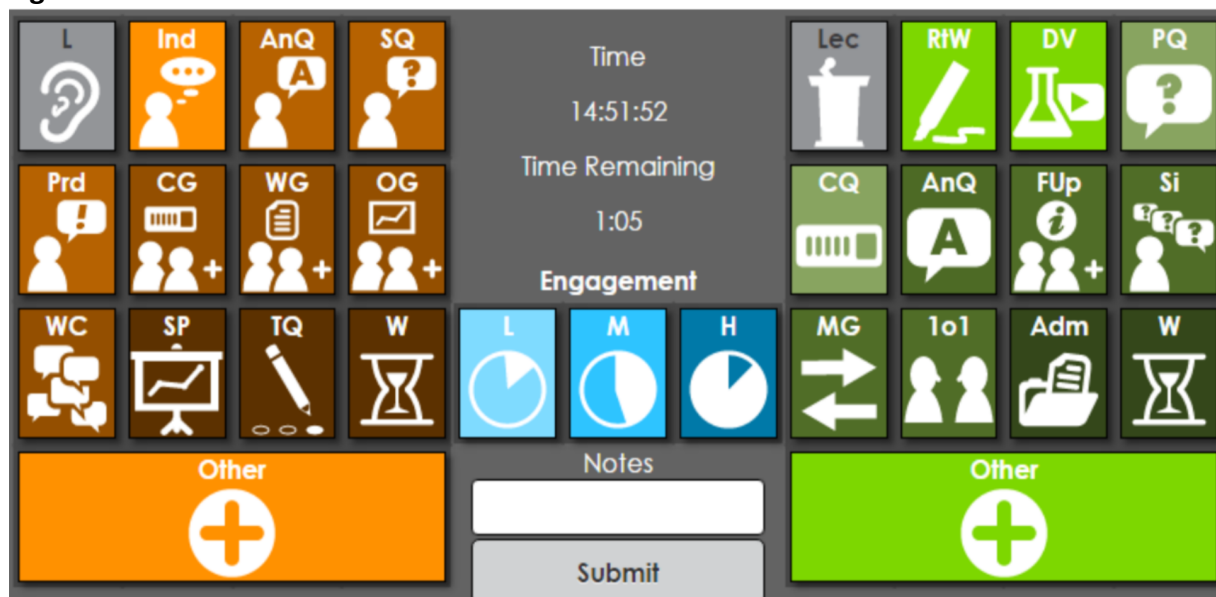 L Ind AnQ SQ
Prd CG WG OG
WC SP TQ W
Other
Time
14:51:52
Time Remaining
1:05
Engagement
L M H
Notes
Submit
Lec RtW DV PQ
CQ AnQ FUp Si
MG 1o1 Adm W
Other